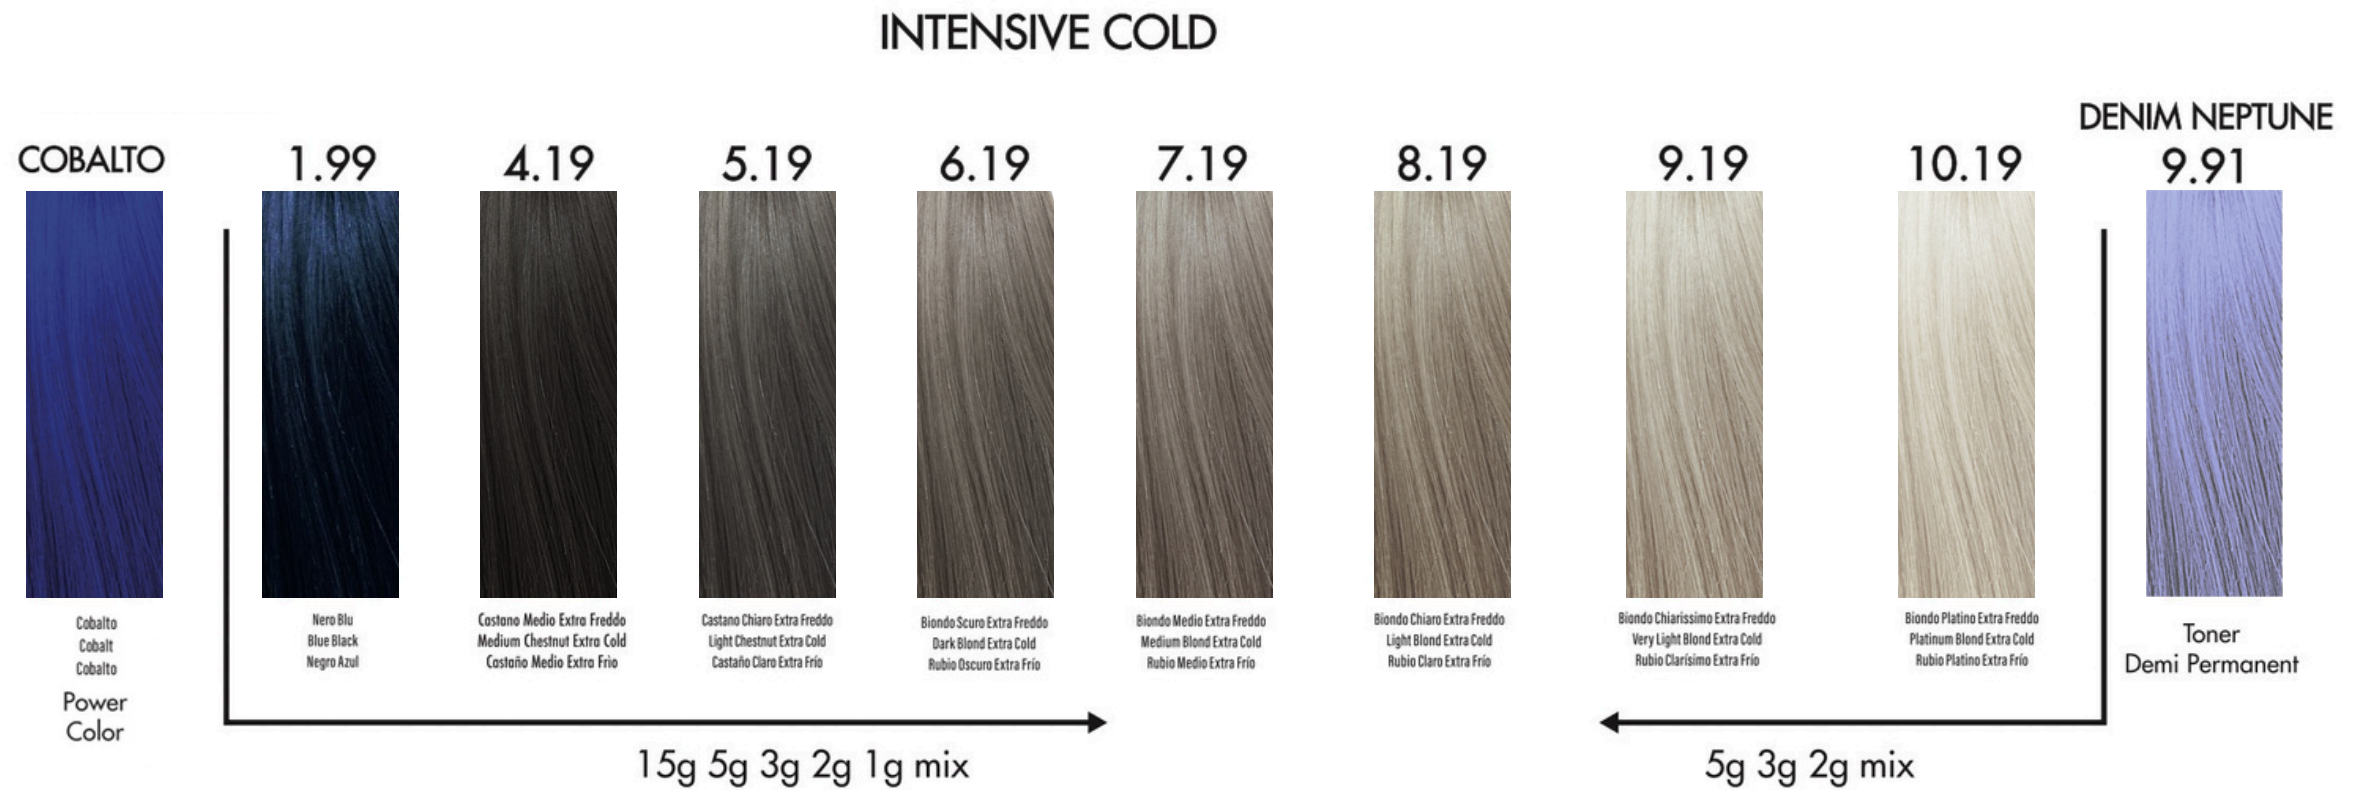 INTENSIVE COLD
COBALTO
1.99
4.19
5.19
6.19
7.19
8.19
9.19
10.19
DENIM NEPTUNE
9.91
Cobalto
Cobalt
Cobalto
Power
Color
Nero Blu
Blue Black
Negro Azul
Castano Medio Extra Freddo
Medium Chestnut Extra Cold
Castaño Medio Extra Frìo
Castano Chiaro Extra Freddo
Light Chestnut Extra Cold
Castaño Claro Extra Frío
Biondo Scuro Extra Freddo
Dark Blond Extra Cold
Rubio Oscuro Extra Frío
Biondo Medio Extra Freddo
Medium Blond Extra Cold
Rubio Medio Extra Frío
Biondo Chiaro Extra Freddo
Light Blond Extra Cold
Rubio Claro Extra Frío
Biondo Chiarissimo Extra Freddo
Very Light Blond Extra Cold
Rubio Clarísimo Extra Frío
Biondo Platino Extra Freddo
Platinum Blond Extra Cold
Rubio Platino Extra Frío
Toner
Demi Permanent
15g 5g 3g 2g 1g mix
5g 3g 2g mix